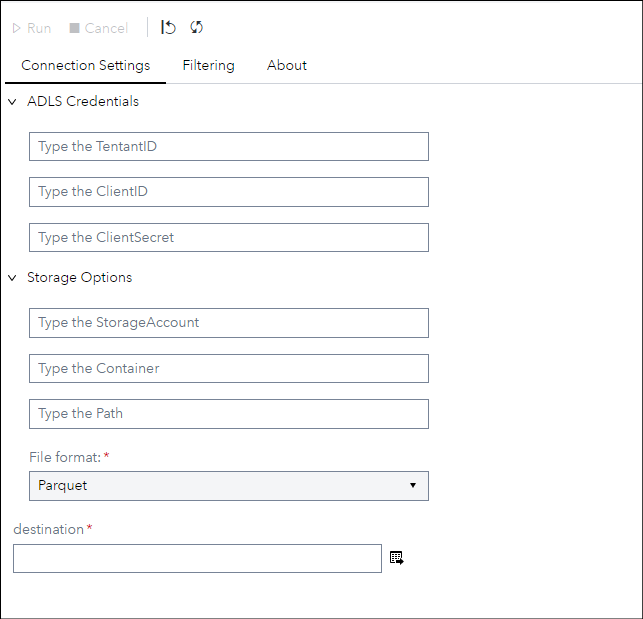 Run Cancel
Connection Settings Filtering About
ADLS Credentials
Type the TentantID
Type the ClientID
Type the ClientSecret
Storage Options
Type the StorageAccount
Type the Container
Type the Path
File format:*
Parquet
destination*